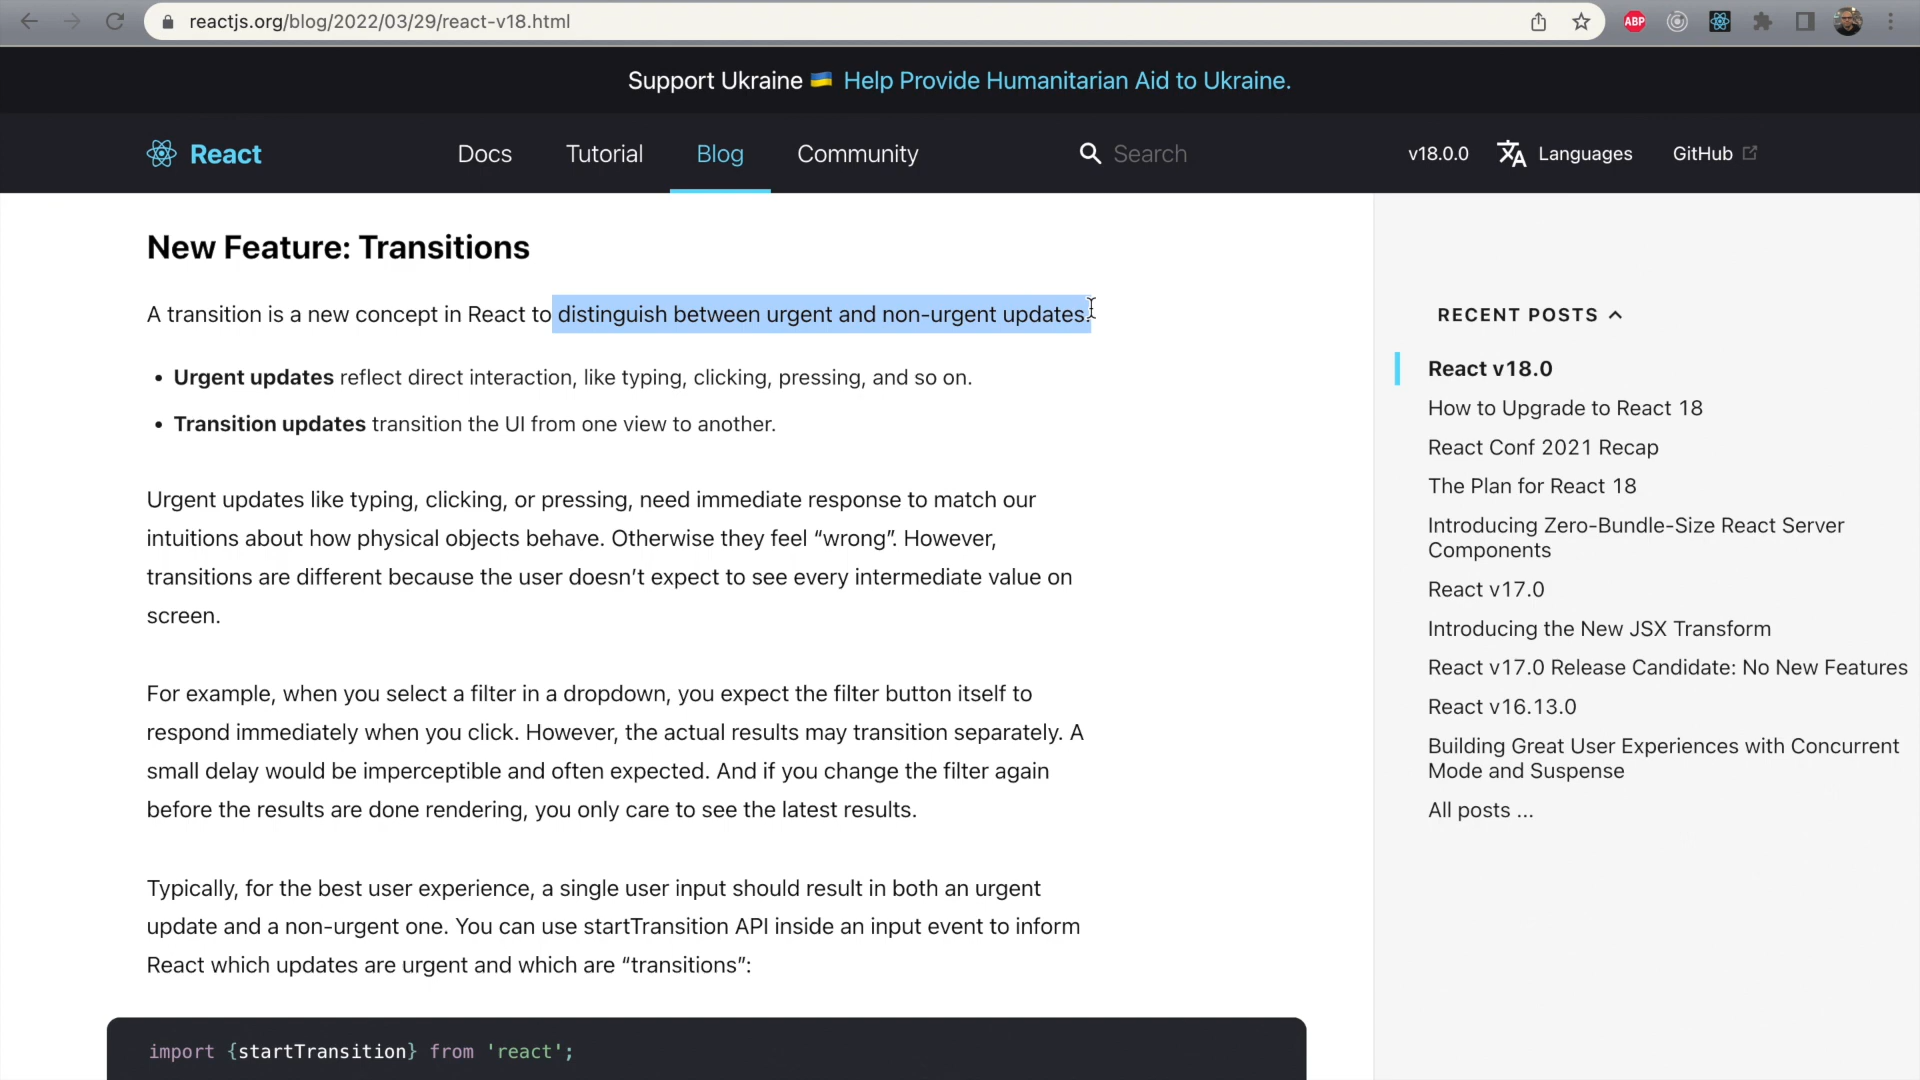 reactjs.org/blog/2022/03/29/react-v18.html
ABP
Support Ukraine 🇺🇦 Help Provide Humanitarian Aid to Ukraine.
React
Docs
Tutorial
Blog
Community
Search
v18.0.0
Languages
GitHub
New Feature: Transitions
A transition is a new concept in React to distinguish between urgent and non-urgent updates.
• Urgent updates reflect direct interaction, like typing, clicking, pressing, and so on.
• Transition updates transition the UI from one view to another.
Urgent updates like typing, clicking, or pressing, need immediate response to match our
intuitions about how physical objects behave. Otherwise they feel “wrong”. However,
transitions are different because the user doesn’t expect to see every intermediate value on
screen.
For example, when you select a filter in a dropdown, you expect the filter button itself to
respond immediately when you click. However, the actual results may transition separately. A
small delay would be imperceptible and often expected. And if you change the filter again
before the results are done rendering, you only care to see the latest results.
Typically, for the best user experience, a single user input should result in both an urgent
update and a non-urgent one. You can use startTransition API inside an input event to inform
React which updates are urgent and which are “transitions”:
import {startTransition} from 'react';
RECENT POSTS
React v18.0
How to Upgrade to React 18
React Conf 2021 Recap
The Plan for React 18
Introducing Zero-Bundle-Size React Server
Components
React v17.0
Introducing the New JSX Transform
React v17.0 Release Candidate: No New Features
React v16.13.0
Building Great User Experiences with Concurrent
Mode and Suspense
All posts ...